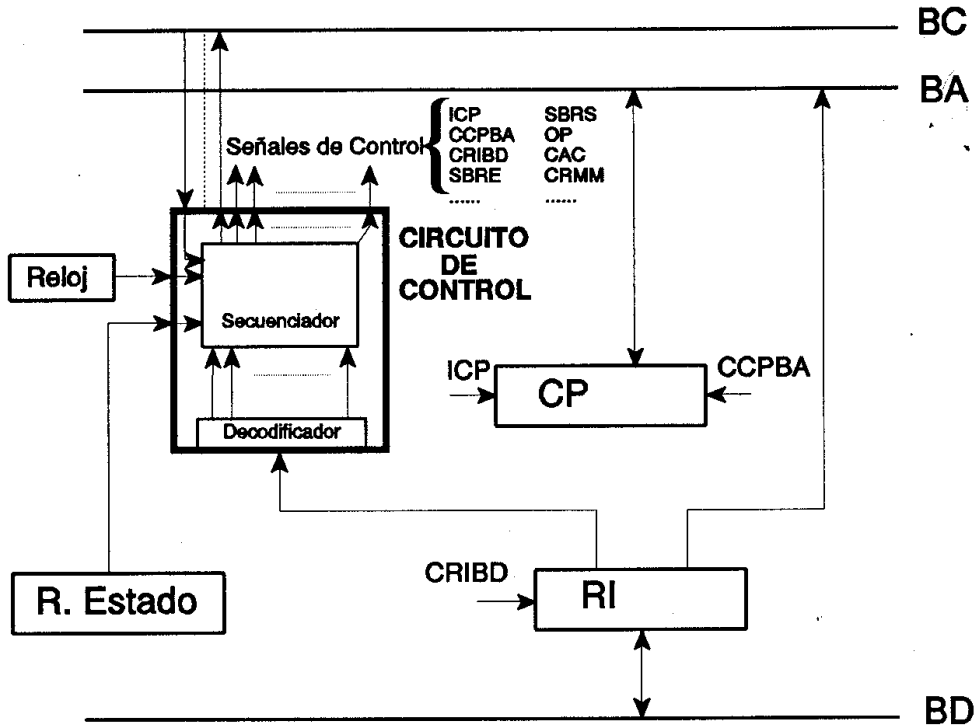 BC
BA
Señales de Control
ICP SBRS
CCPBA OP
CRIBD CAC
SBRE CRMM
...... ......
CIRCUITO
DE
CONTROL
Reloj
Secuenciador
Decodificador
ICP
CP
CCPBA
R. Estado
CRIBD
RI
BD